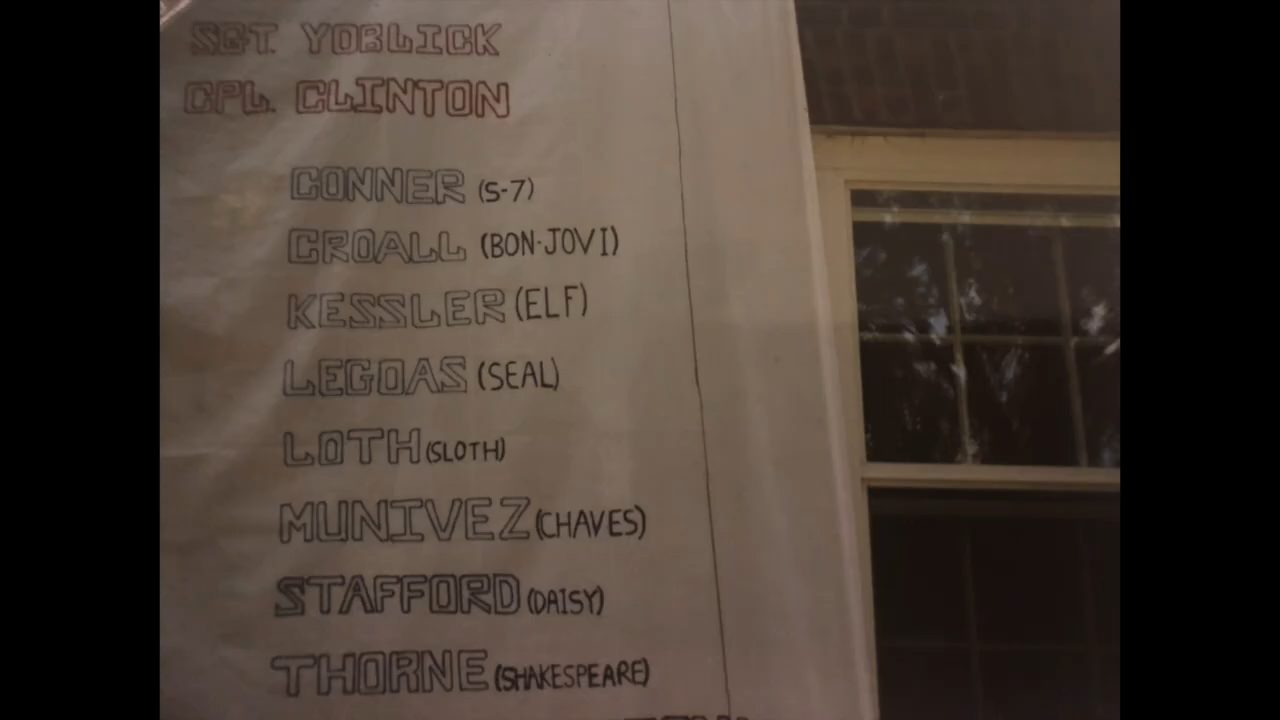 SGT. YOBLICK
CPL. CLINTON
CONNER (S-7)
CROALL (BON-JOVI)
KESSLER (ELF)
LEGOAS (SEAL)
LOTH (SLOTH)
MUNIVEZ (CHAVES)
STAFFORD (DAISY)
THORNE (SHAKESPEARE)